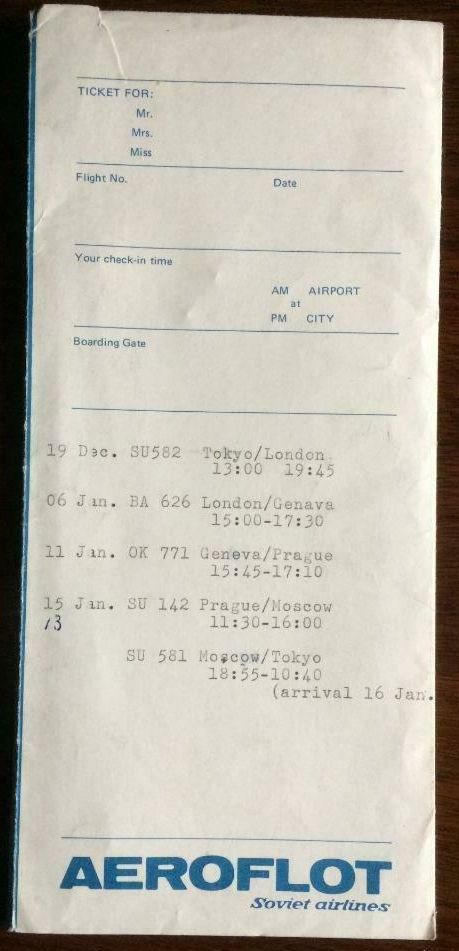 TICKET FOR:
Mr.
Mrs.
Miss
Flight No. Date
Your check-in time
AM AIRPORT
at
PM CITY
Boarding Gate
19 Dec. SU582 Tokyo/London
13:00 19:45
06 Jan. BA 626 London/Genava
15:00-17:30
11 Jan. OK 771 Geneva/Prague
15:45-17:10
15 Jan. SU 142 Prague/Moscow
13 11:30-16:00
SU 581 Moscow/Tokyo
18:55-10:40
(arrival 16 Jan.
AEROFLOT
Soviet airlines